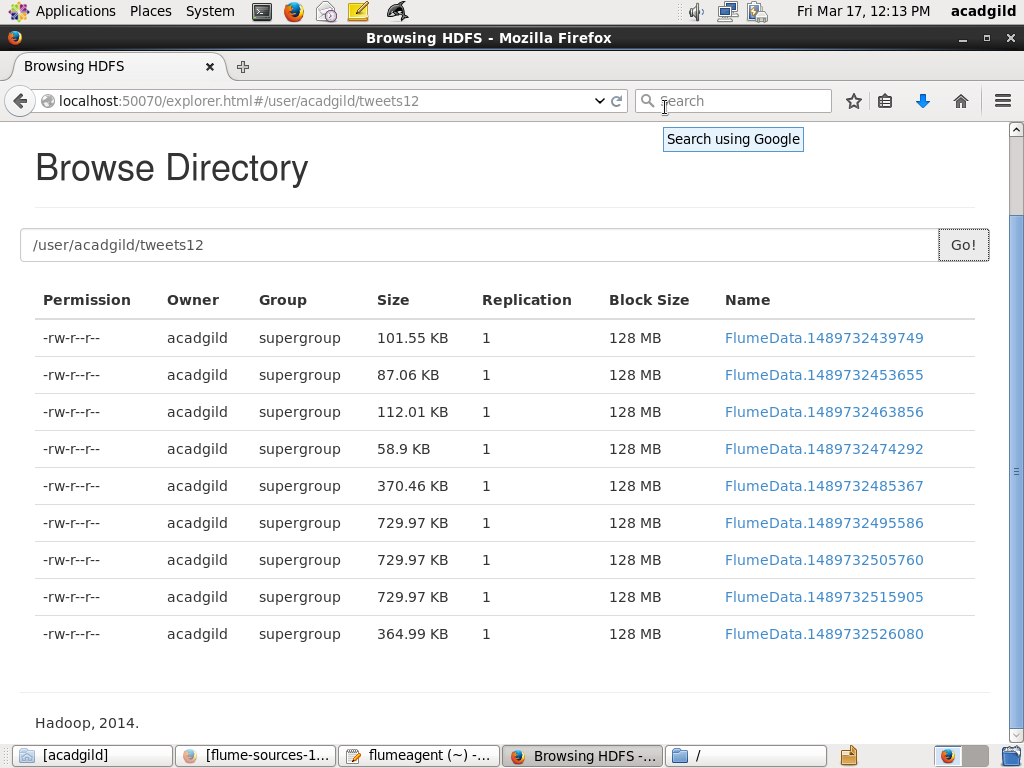 Applications Places System Fri Mar 17, 12:13 PM acadgild
Browsing HDFS - Mozilla Firefox
Browsing HDFS
localhost:50070/explorer.html#/user/acadgild/tweets12 Search
Search using Google
Browse Directory
/user/acadgild/tweets12 Go!
Permission Owner Group Size Replication Block Size Name
-rw-r--r-- acadgild supergroup 101.55 KB 1 128 MB FlumeData.1489732439749
-rw-r--r-- acadgild supergroup 87.06 KB 1 128 MB FlumeData.1489732453655
-rw-r--r-- acadgild supergroup 112.01 KB 1 128 MB FlumeData.1489732463856
-rw-r--r-- acadgild supergroup 58.9 KB 1 128 MB FlumeData.1489732474292
-rw-r--r-- acadgild supergroup 370.46 KB 1 128 MB FlumeData.1489732485367
-rw-r--r-- acadgild supergroup 729.97 KB 1 128 MB FlumeData.1489732495586
-rw-r--r-- acadgild supergroup 729.97 KB 1 128 MB FlumeData.1489732505760
-rw-r--r-- acadgild supergroup 729.97 KB 1 128 MB FlumeData.1489732515905
-rw-r--r-- acadgild supergroup 364.99 KB 1 128 MB FlumeData.1489732526080
Hadoop, 2014.
[acadgild] [flume-sources-1... flumeagent (~) -... Browsing HDFS -... /